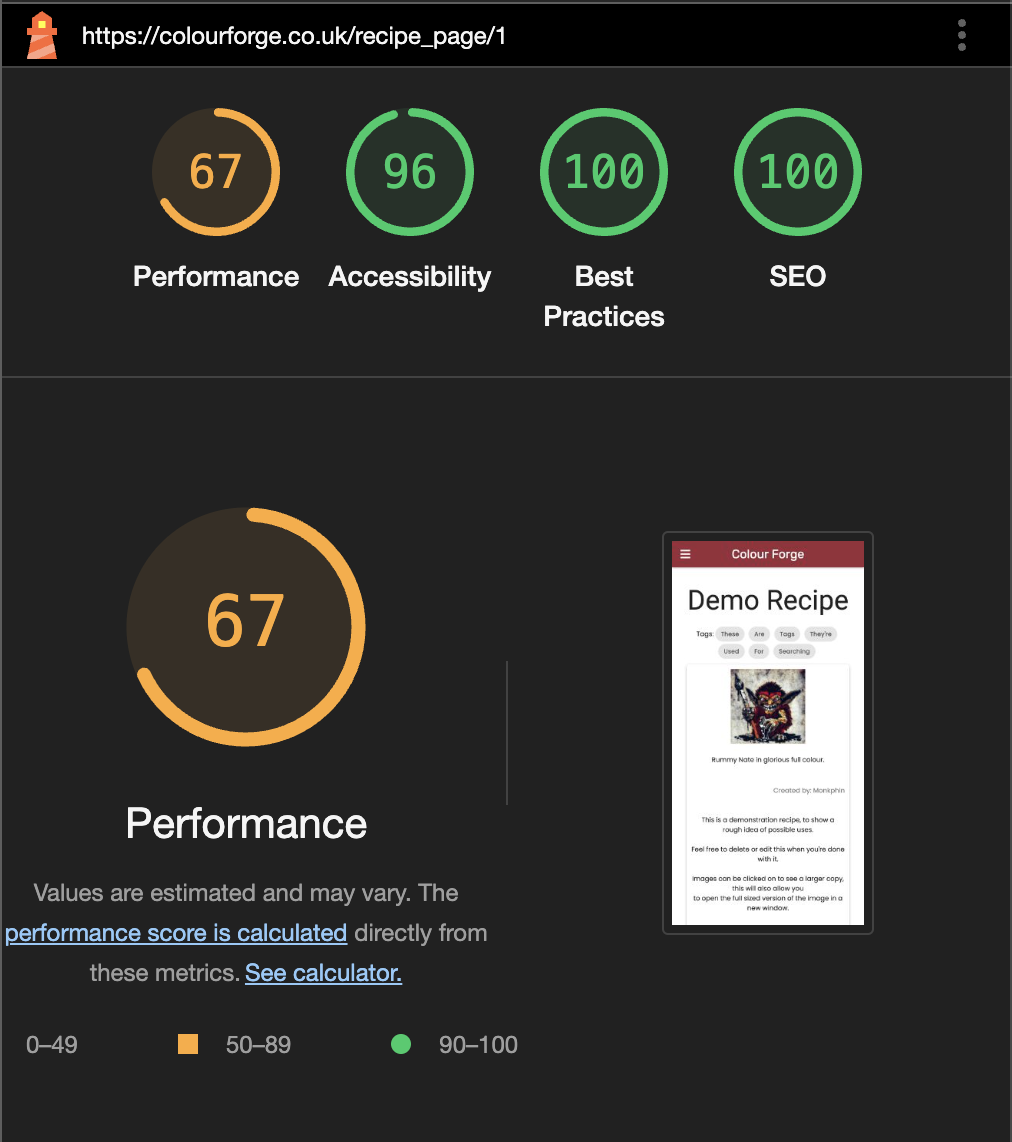 https://colourforge.co.uk/recipe_page/1
67
96
100
100
Performance
Accessibility
Best
Practices
SEO
67
Performance
Values are estimated and may vary. The
performance score is calculated directly from
these metrics. See calculator.
0–49
50–89
90–100
Colour Forge
Demo Recipe
Tags: These Are Tags They're
Used For Searching
Rummy Nate in glorious full colour.
Created by: Monkphin
This is a demonstration recipe, to show a
rough idea of possible uses.
Feel free to delete or edit this when you're done
with it.
Images can be clicked on to see a larger copy,
this will also allow you
to open the full sized version of the image in a
new window.